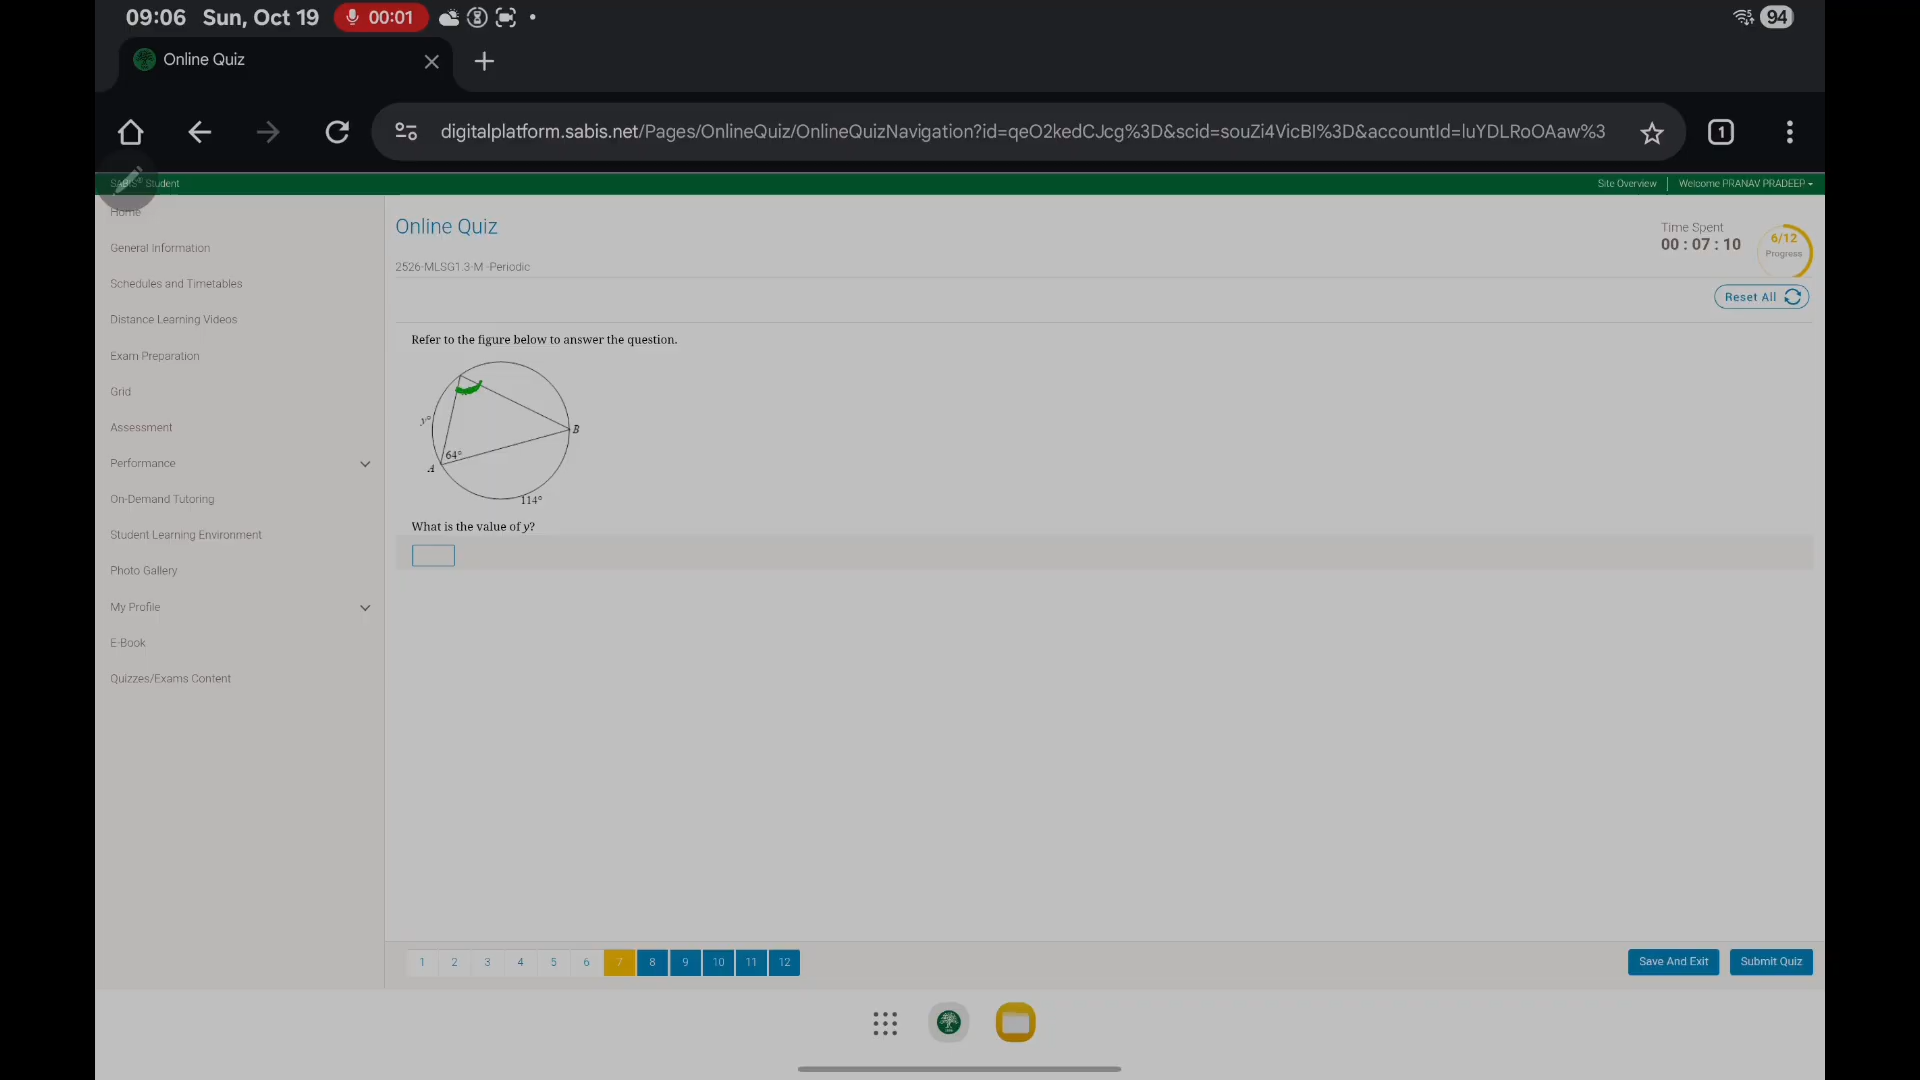 09:06 Sun, Oct 19 00:01 94
Online Quiz
digitalplatform.sabis.net/Pages/OnlineQuiz/OnlineQuizNavigation?id=qeO2kedCJcg%3D&scid=souZi4VicBI%3D&accountId=luYDLRoOAaw%3 1
SABIS® Student Site Overview Welcome PRANAV PRADEEP
Home
General Information
Schedules and Timetables
Distance Learning Videos
Exam Preparation
Grid
Assessment
Performance
On-Demand Tutoring
Student Learning Environment
Photo Gallery
My Profile
E-Book
Quizzes/Exams Content
Online Quiz
2526-MLSG1.3-M -Periodic
Time Spent
00 : 07 : 10
6/12
Progress
Reset All
Refer to the figure below to answer the question.
y°
B
64°
A
114°
What is the value of y?
1 2 3 4 5 6 7 8 9 10 11 12
Save And Exit Submit Quiz